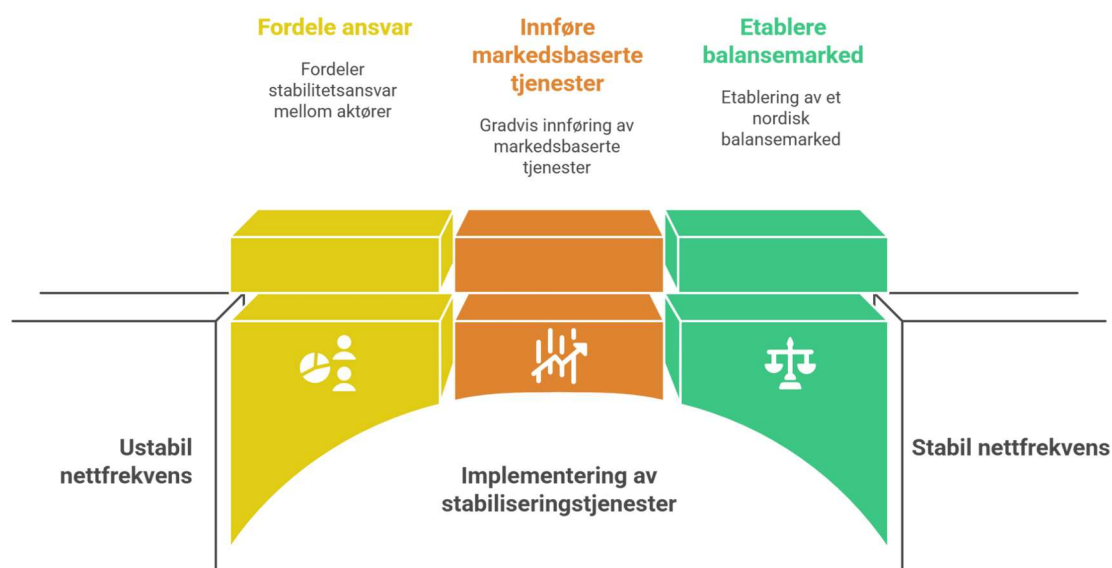 Fordele ansvar
Fordeler
stabilitetsansvar
mellom aktører
Innføre
markedsbaserte
tjenester
Gradvis innføring av
markedsbaserte
tjenester
Etablere
balansemarked
Etablering av et
nordisk
balansemarked
Ustabil
nettfrekvens
Implementering av
stabiliseringstjenester
Stabil nettfrekvens